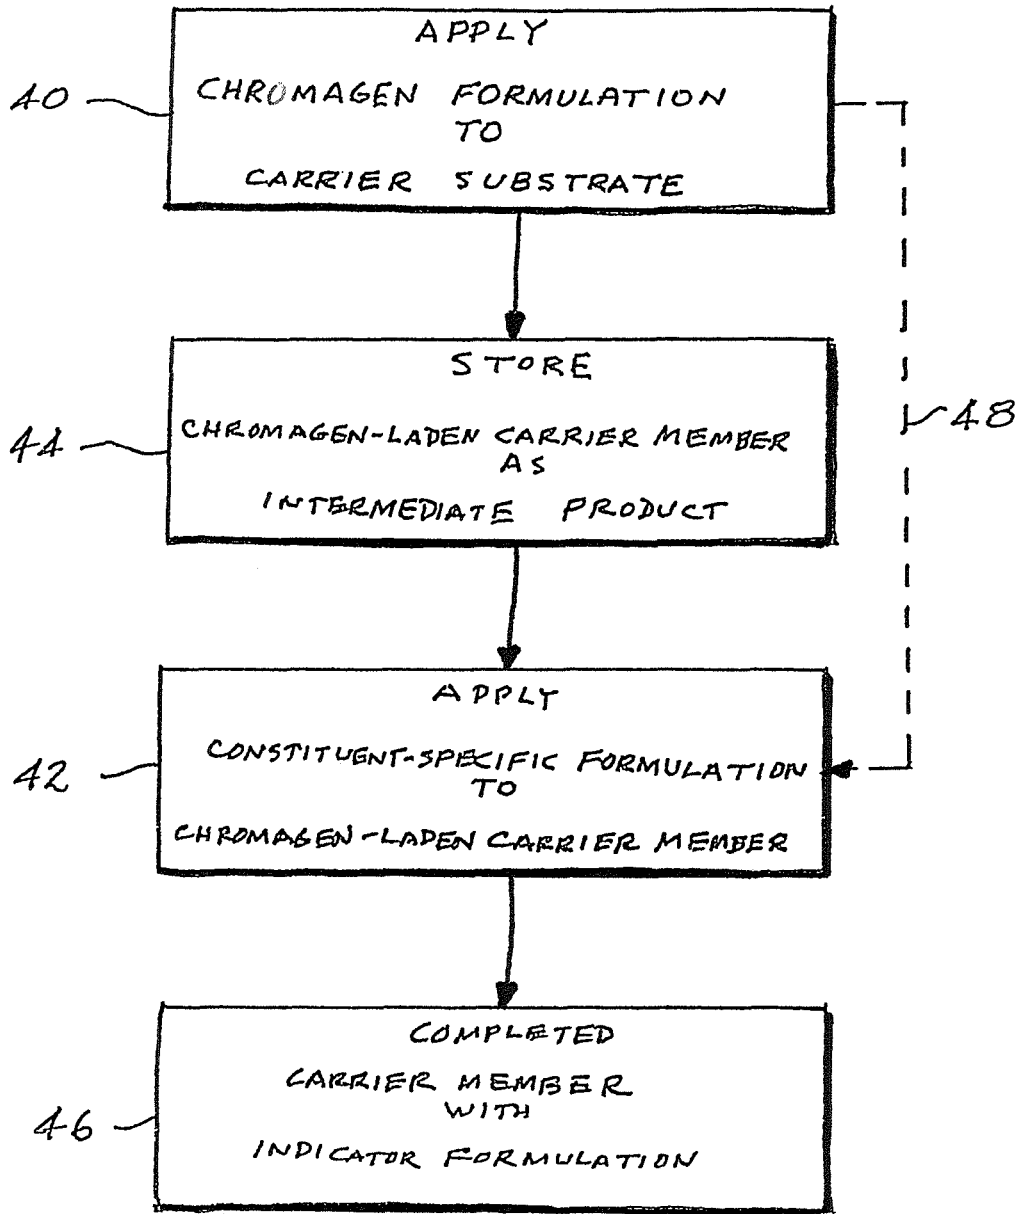 APPLY
40
CHROMAGEN FORMULATION
TO
CARRIER SUBSTRATE
STORE
48
44
CHROMAGEN-LADEN CARRIER MEMBER
AS
INTERMEDIATE PRODUCT
APPLY
42
CONSTITUENT-SPECIFIC FORMULATION
TO
CHROMAGEN-LADEN CARRIER MEMBER
COMPLETED
CARRIER MEMBER
46
WITH
INDICATOR FORMULATION